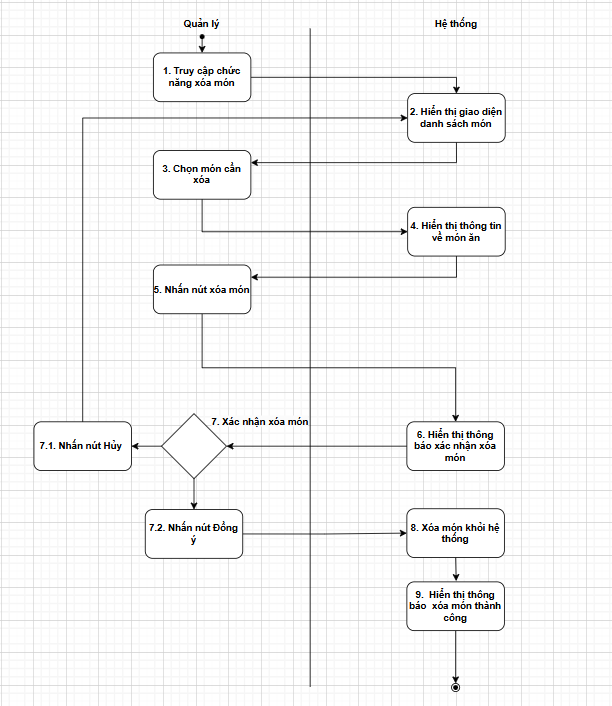 Quản lý
Hệ thống
1. Truy cập chức
năng xóa món
2. Hiển thị giao diện
danh sách món
3. Chọn món cần
xóa
4. Hiển thị thông tin
về món ăn
5. Nhấn nút xóa món
6. Hiển thị thông
báo xác nhận xóa
món
7. Xác nhận xóa món
7.1. Nhấn nút Hủy
7.2. Nhấn nút Đồng
ý
8. Xóa món khỏi hệ
thống
9. Hiển thị thông
báo xóa món thành
công